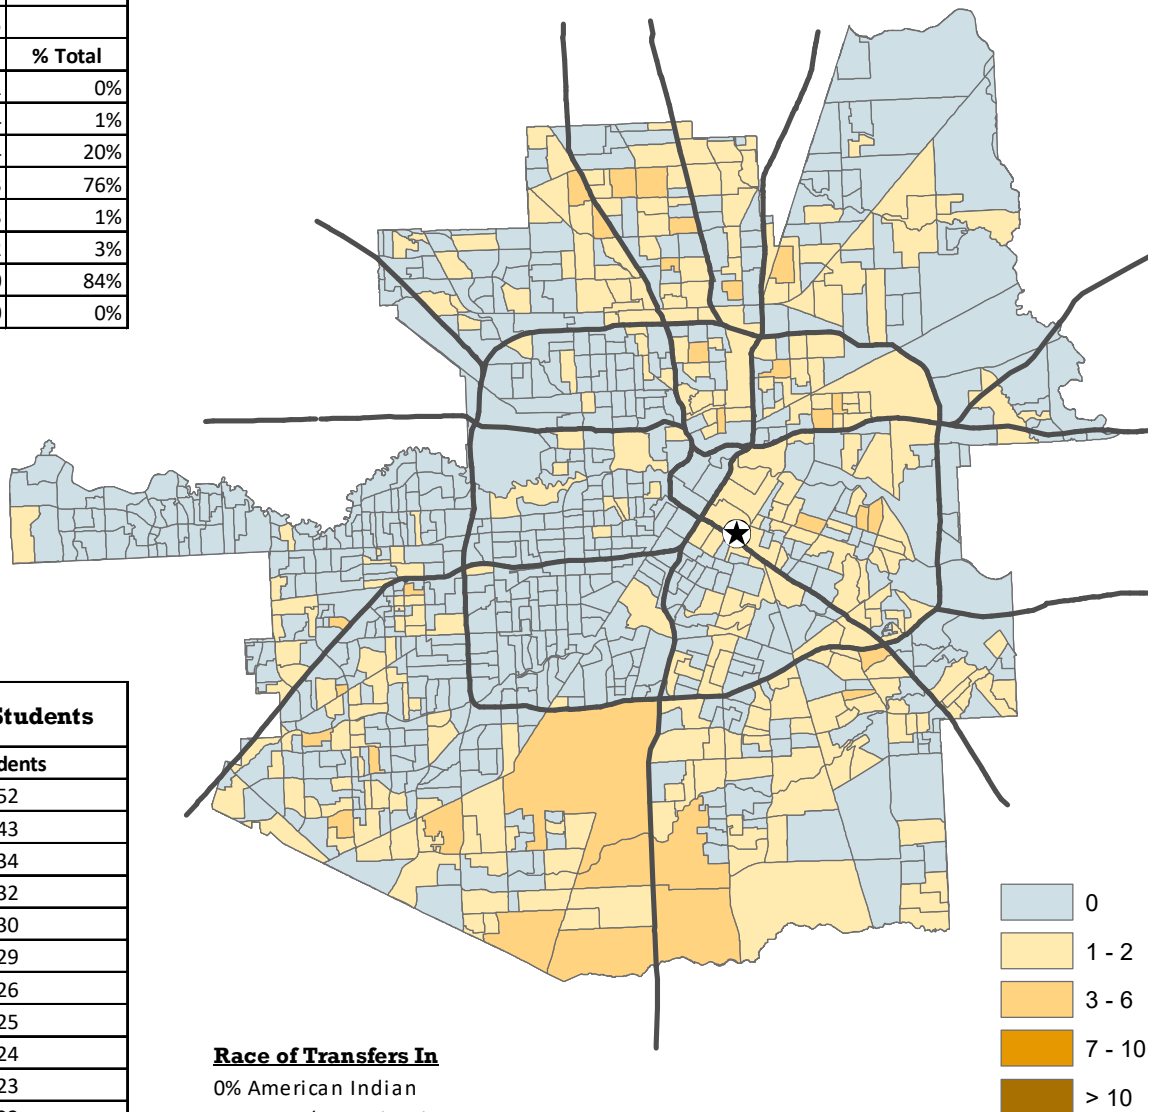 % Total
0%
1%
20%
76%
1%
3%
84%
0%
Students
52
43
34
32
30
29
26
25
24
23
0
1 - 2
3 - 6
7 - 10
> 10
Race of Transfers In
0% American Indian